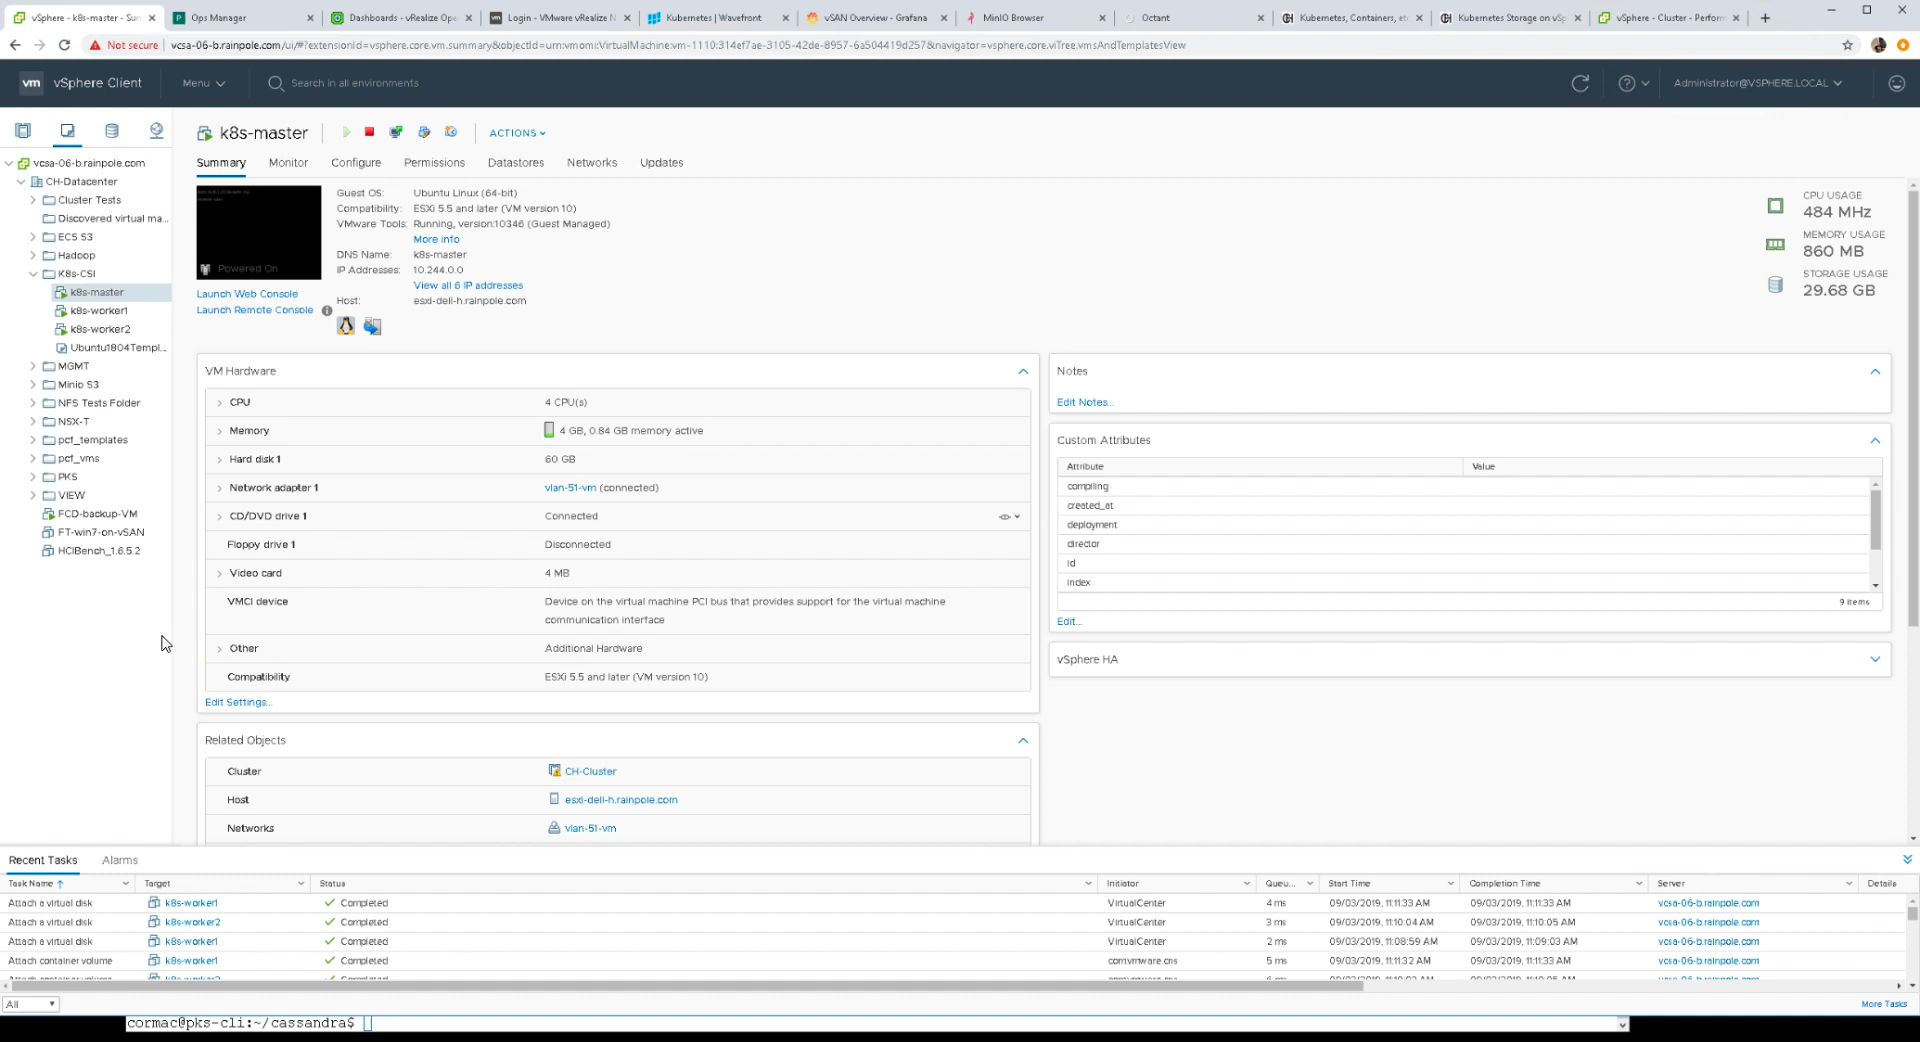 vSphere - k8s-master - Sun
Ops Manager
Dashboards - vRealize Ope
Login - VMware vRealize N
Kubernetes | Wavefront
vSAN Overview - Grafana
MinIO Browser
Octant
Kubernetes, Containers, etc
Kubernetes Storage on vSp
vSphere - Cluster - Perform
Not secure
vcsa-06-b.rainpole.com/ui/#?extensionId=vsphere.core.vm.summary&objectId=urn:vmomi:VirtualMachine:vm-1110:314ef7ae-3105-42de-8957-6a504419d257&navigator=vsphere.core.viTree.vmsAndTemplatesView
vm vSphere Client
Menu
Search in all environments
Administrator@VSPHERE.LOCAL
vcsa-06-b.rainpole.com
CH-Datacenter
Cluster Tests
Discovered virtual ma...
ECS S3
Hadoop
K8s-CSI
k8s-master
k8s-worker1
k8s-worker2
Ubuntu1804Templ...
MGMT
Minio S3
NFS Tests Folder
NSX-T
pcf_templates
pcf_vms
PKS
VIEW
FCD-backup-VM
FT-win7-on-vSAN
HCIBench_1.6.5.2
k8s-master
ACTIONS
Summary Monitor Configure Permissions Datastores Networks Updates
Powered On
Launch Web Console
Launch Remote Console
Guest OS: Ubuntu Linux (64-bit)
Compatibility: ESXi 5.5 and later (VM version 10)
VMware Tools: Running, version:10346 (Guest Managed)
More info
DNS Name: k8s-master
IP Addresses: 10.244.0.0
View all 6 IP addresses
Host: esxi-dell-h.rainpole.com
CPU USAGE
484 MHz
MEMORY USAGE
860 MB
STORAGE USAGE
29.68 GB
VM Hardware
CPU 4 CPU(s)
Memory 4 GB, 0.84 GB memory active
Hard disk 1 60 GB
Network adapter 1 vlan-51-vm (connected)
CD/DVD drive 1 Connected
Floppy drive 1 Disconnected
Video card 4 MB
VMCI device Device on the virtual machine PCI bus that provides support for the virtual machine
communication interface
Other Additional Hardware
Compatibility ESXi 5.5 and later (VM version 10)
Edit Settings...
Related Objects
Cluster CH-Cluster
Host esxi-dell-h.rainpole.com
Networks vlan-51-vm
Notes
Edit Notes...
Custom Attributes
Attribute Value
compiling
created_at
deployment
director
id
index
9 items
Edit...
vSphere HA
Recent Tasks Alarms
Task Name Target Status Initiator Queu... Start Time Completion Time Server Details
Attach a virtual disk k8s-worker1 Completed VirtualCenter 4 ms 09/03/2019, 11:11:33 AM 09/03/2019, 11:11:33 AM vcsa-06-b.rainpole.com
Attach a virtual disk k8s-worker2 Completed VirtualCenter 3 ms 09/03/2019, 11:10:04 AM 09/03/2019, 11:10:05 AM vcsa-06-b.rainpole.com
Attach a virtual disk k8s-worker1 Completed VirtualCenter 2 ms 09/03/2019, 11:08:59 AM 09/03/2019, 11:09:03 AM vcsa-06-b.rainpole.com
Attach container volume k8s-worker1 Completed com.vmware.cns 5 ms 09/03/2019, 11:11:32 AM 09/03/2019, 11:11:33 AM vcsa-06-b.rainpole.com
All
More Tasks
cormac@pks-cli:~/cassandra$